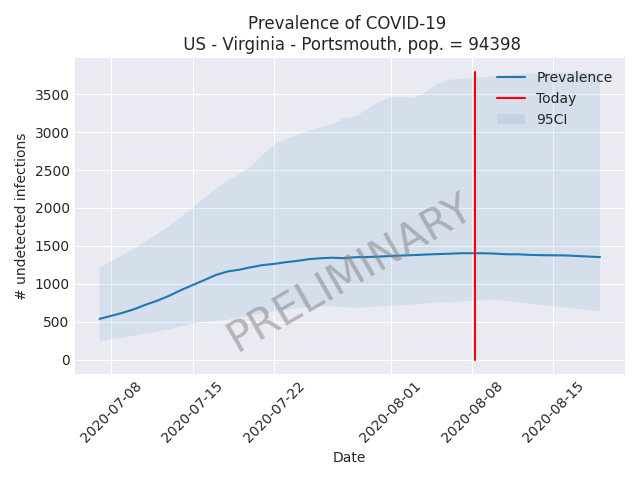 Prevalence of COVID-19
US - Virginia - Portsmouth, pop. = 94398
Prevalence
Today
95CI
# undetected infections
3500
3000
2500
2000
1500
1000
500
0
PRELIMINARY
2020-07-08
2020-07-15
2020-07-22
2020-08-01
2020-08-08
2020-08-15
Date